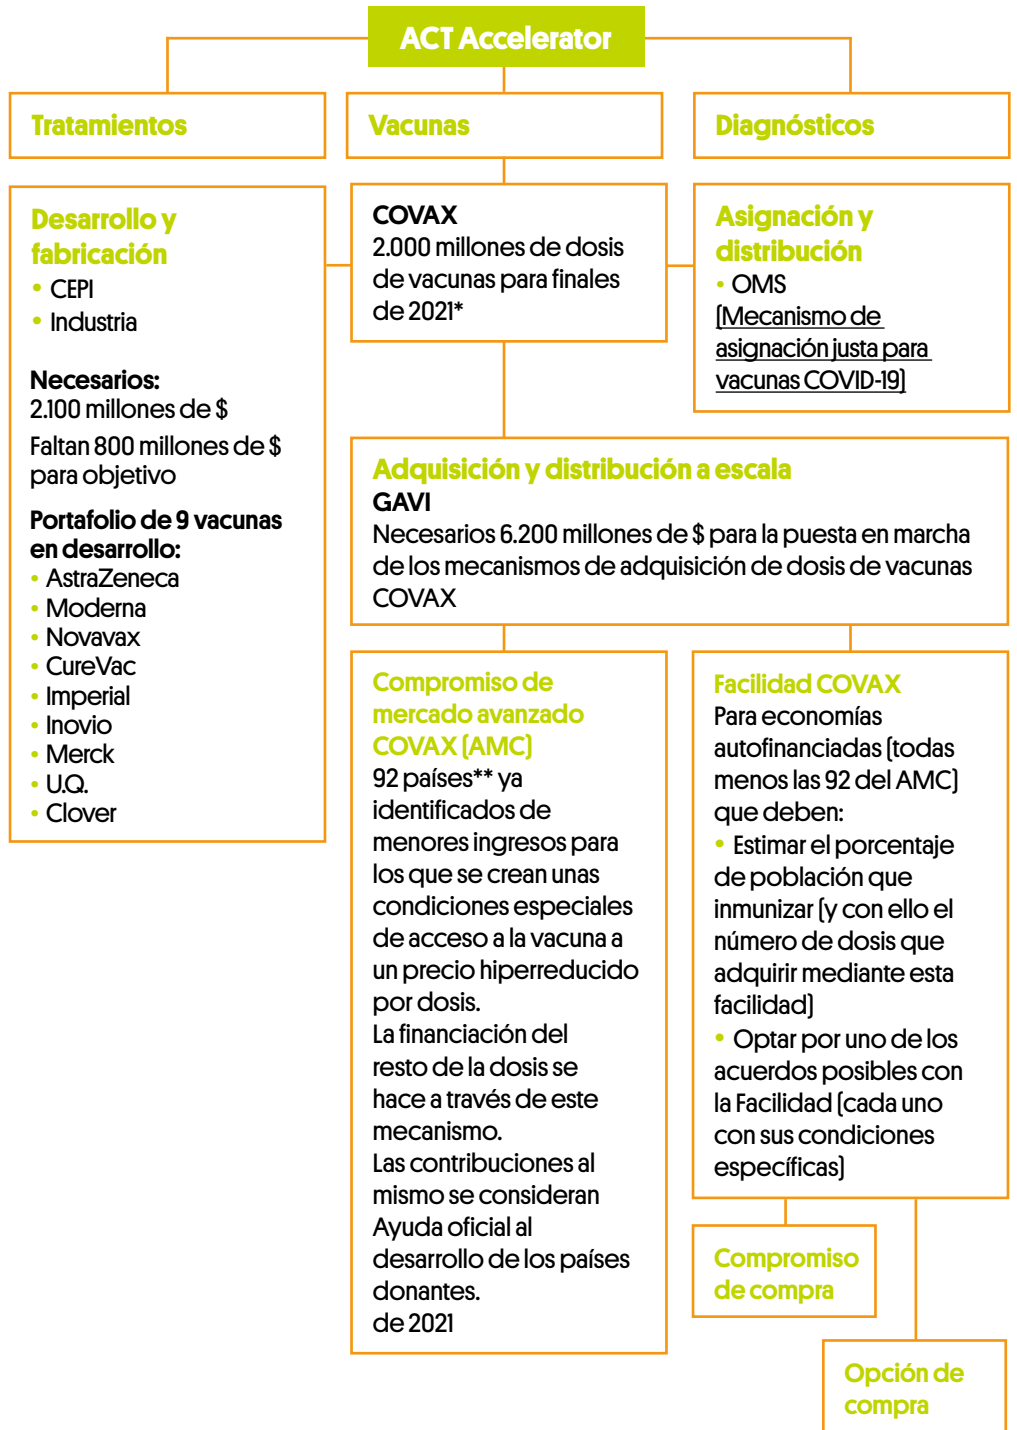 ACT Accelerator
Tratamientos
Vacunas
Diagnósticos
Desarrollo y
fabricación
• CEPI
• Industria
Necesarios:
2.100 millones de $
Faltan 800 millones de $
para objetivo
Portafolio de 9 vacunas
en desarrollo:
• AstraZeneca
• Moderna
• Novavax
• CureVac
• Imperial
• Inovio
• Merck
• U.Q.
• Clover
COVAX
2.000 millones de dosis
de vacunas para finales
de 2021*
Asignación y
distribución
• OMS
(Mecanismo de
asignación justa para
vacunas COVID-19)
Adquisición y distribución a escala
GAVI
Necesarios 6.200 millones de $ para la puesta en marcha
de los mecanismos de adquisición de dosis de vacunas
COVAX
Compromiso de
mercado avanzado
COVAX (AMC)
92 países** ya
identificados de
menores ingresos para
los que se crean unas
condiciones especiales
de acceso a la vacuna a
un precio hiperreducido
por dosis.
La financiación del
resto de la dosis se
hace a través de este
mecanismo.
Las contribuciones al
mismo se consideran
Ayuda oficial al
desarrollo de los países
donantes.
de 2021
Facilidad COVAX
Para economías
autofinanciadas (todas
menos las 92 del AMC)
que deben:
• Estimar el porcentaje
de población que
inmunizar (y con ello el
número de dosis que
adquirir mediante esta
facilidad)
• Optar por uno de los
acuerdos posibles con
la Facilidad (cada uno
con sus condiciones
específicas)
Compromiso
de compra
Opción de
compra